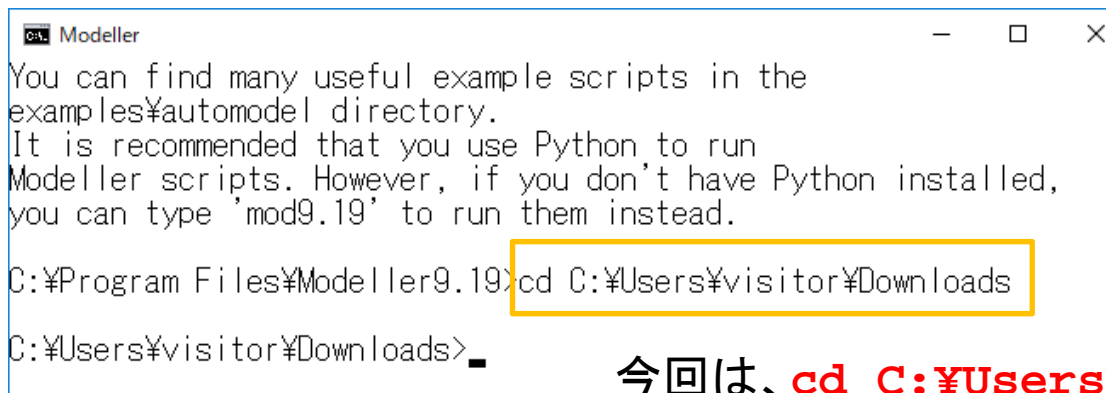 Modeller
You can find many useful example scripts in the
examples¥automodel directory.
It is recommended that you use Python to run
Modeller scripts. However, if you don't have Python installed,
you can type 'mod9.19' to run them instead.
C:¥Program Files¥Modeller9.19>cd C:¥Users¥visitor¥Downloads
C:¥Users¥visitor¥Downloads>
今回は、cd C:¥Users